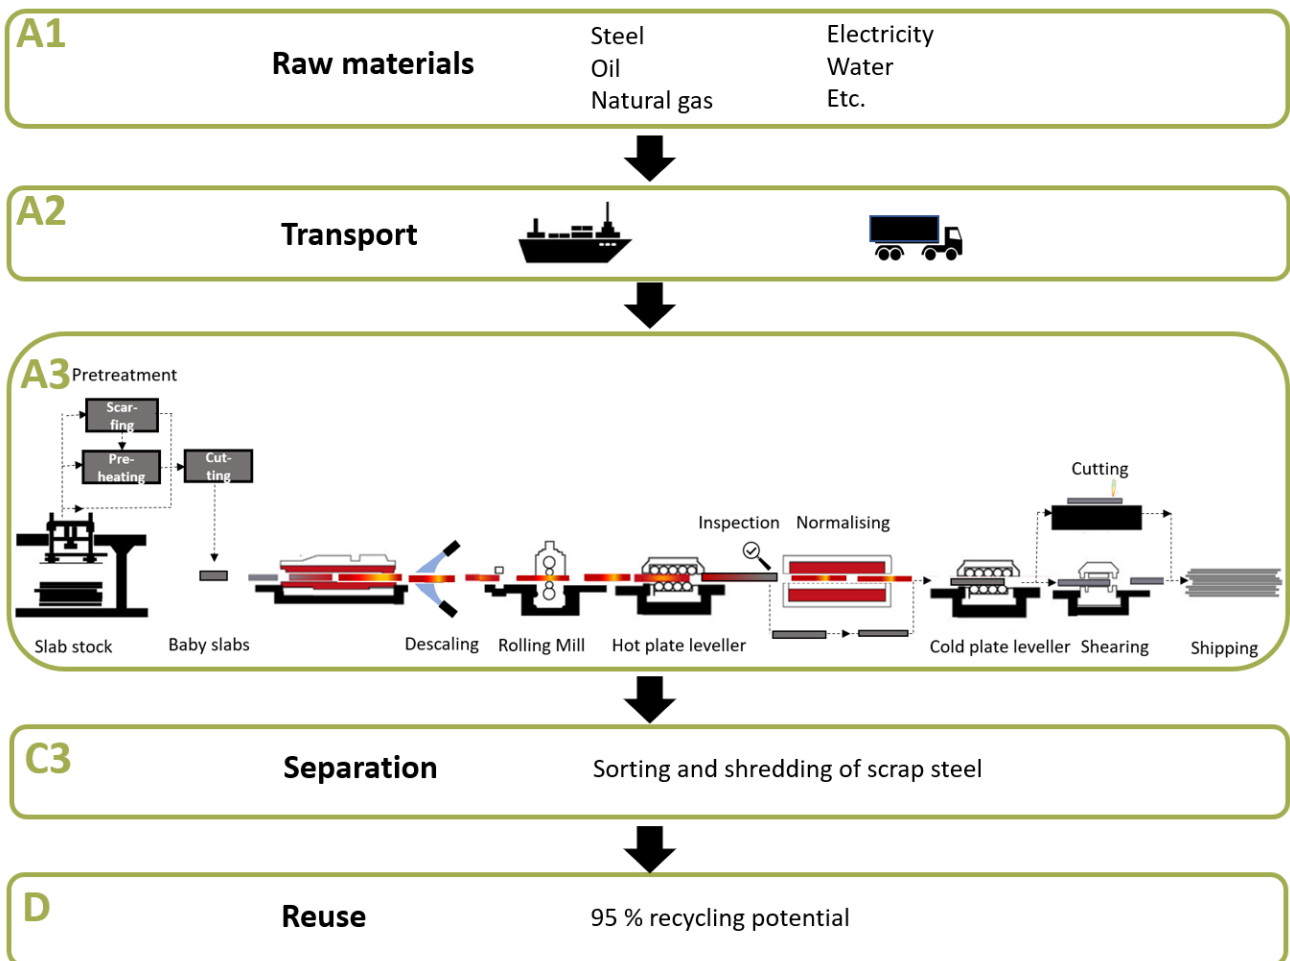 A1
Raw materials
Steel
Oil
Natural gas
Electricity
Water
Etc.
A2
Transport
A3
Pretreatment
Scar-
fing
Pre-
heating
Cut-
ting
Cutting
Inspection
Normalising
Slab stock
Baby slabs
Descaling
Rolling Mill
Hot plate leveller
Cold plate leveller
Shearing
Shipping
C3
Separation
Sorting and shredding of scrap steel
D
Reuse
95 % recycling potential